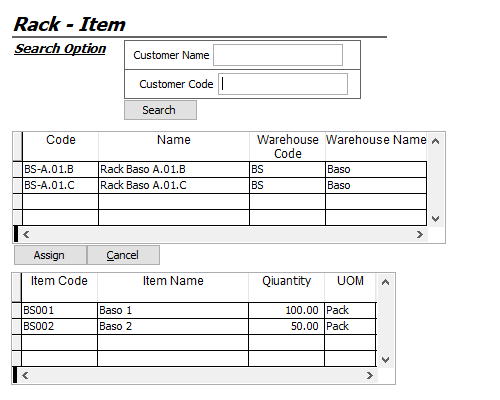 Rack - Item
Search Option
Customer Name
Customer Code
Search
Code Name Warehouse Code Warehouse Name
BS-A.01.B Rack Baso A.01.B BS Baso
BS-A.01.C Rack Baso A.01.C BS Baso
Assign Cancel
Item Code Item Name Qiuantity UOM
BS001 Baso 1 100.00 Pack
BS002 Baso 2 50.00 Pack